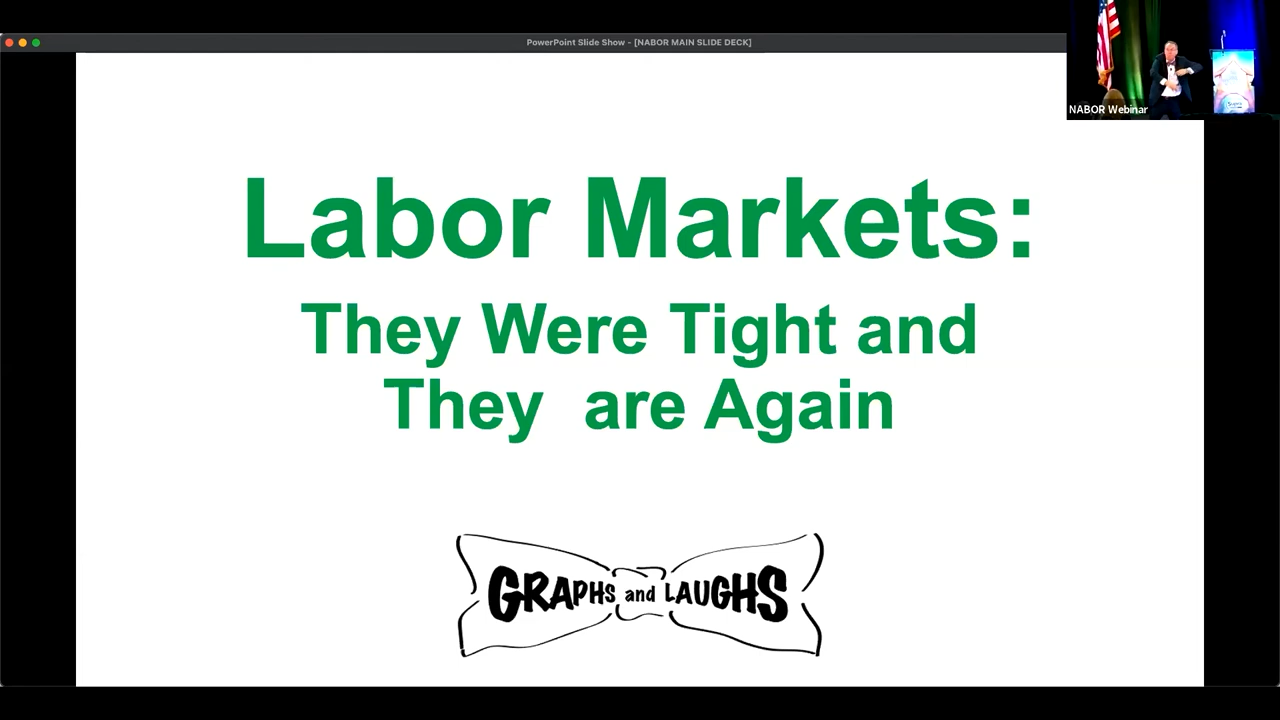 PowerPoint Slide Show - [NABOR MAIN SLIDE DECK]
NABOR Webinar
Labor Markets:
They Were Tight and
They  are Again
GRAPHS and LAUGHS